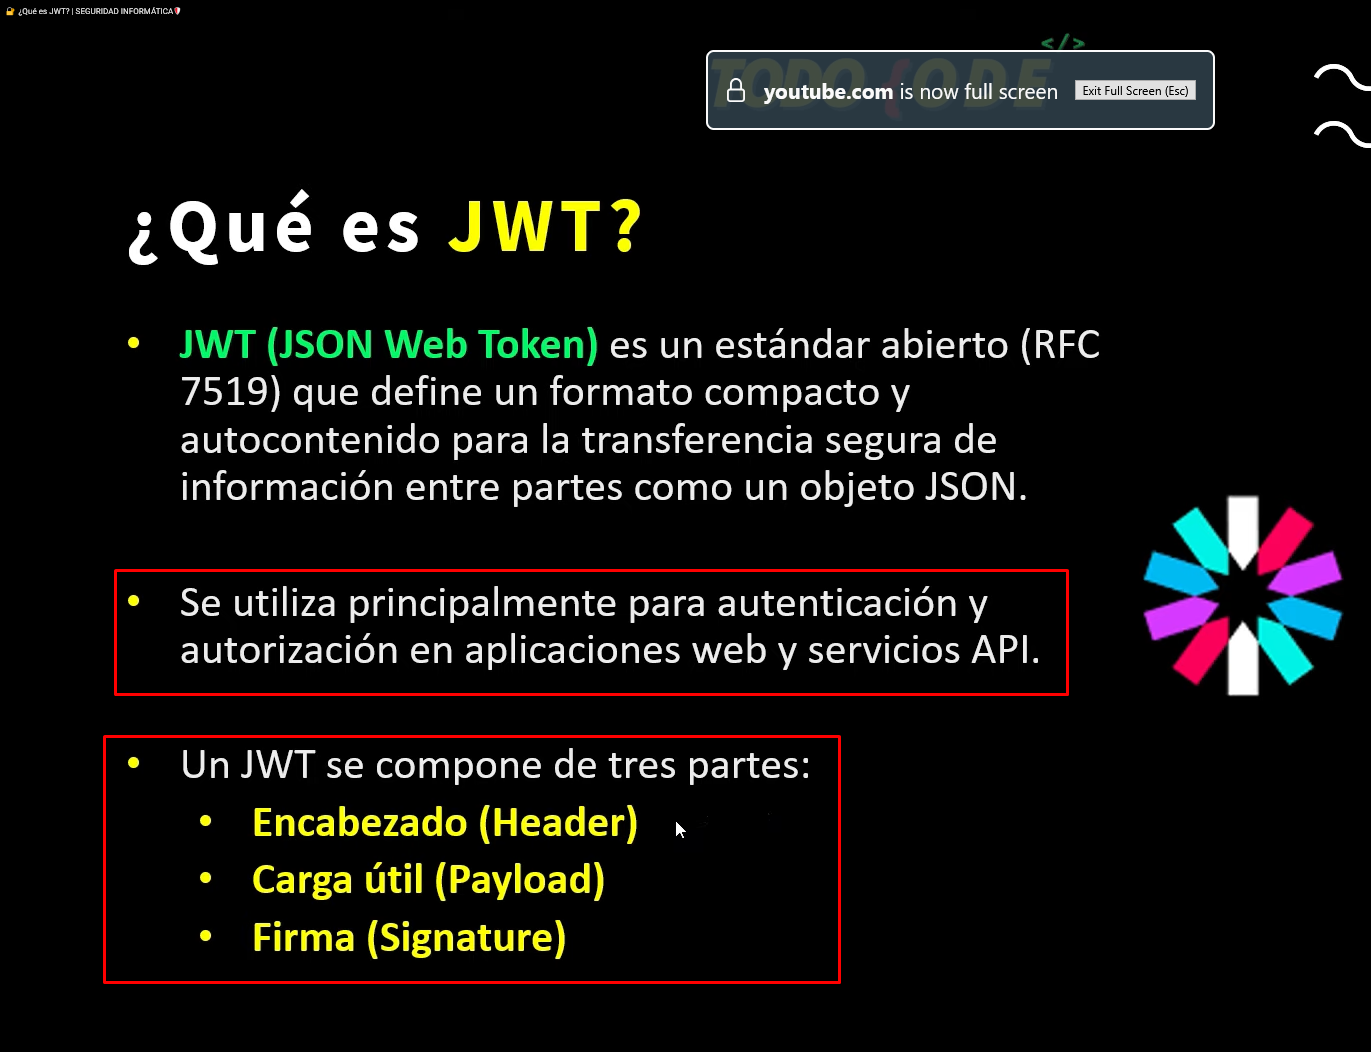 ¿Qué es JWT? | SEGURIDAD INFORMÁTICA
</>
TODO CODE
youtube.com is now full screen
Exit Full Screen (Esc)
¿Qué es JWT?
• JWT (JSON Web Token) es un estándar abierto (RFC
7519) que define un formato compacto y
autocontenido para la transferencia segura de
información entre partes como un objeto JSON.
• Se utiliza principalmente para autenticación y
autorización en aplicaciones web y servicios API.
• Un JWT se compone de tres partes:
• Encabezado (Header)
• Carga útil (Payload)
• Firma (Signature)